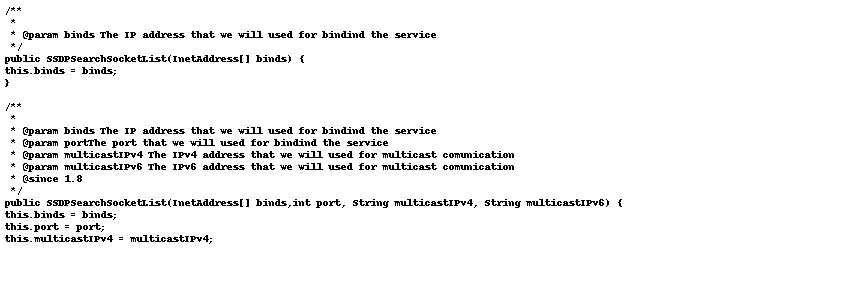 /**
*
* @param binds The IP address that we will used for bindind the service
*/
public SSDPSearchSocketList(InetAddress[] binds) {
this.binds = binds;
}
/**
*
* @param binds The IP address that we will used for bindind the service
* @param portThe port that we will used for bindind the service
* @param multicastIPv4 The IPv4 address that we will used for multicast comunication
* @param multicastIPv6 The IPv6 address that we will used for multicast comunication
* @since 1.8
*/
public SSDPSearchSocketList(InetAddress[] binds,int port, String multicastIPv4, String multicastIPv6) {
this.binds = binds;
this.port = port;
this.multicastIPv4 = multicastIPv4;